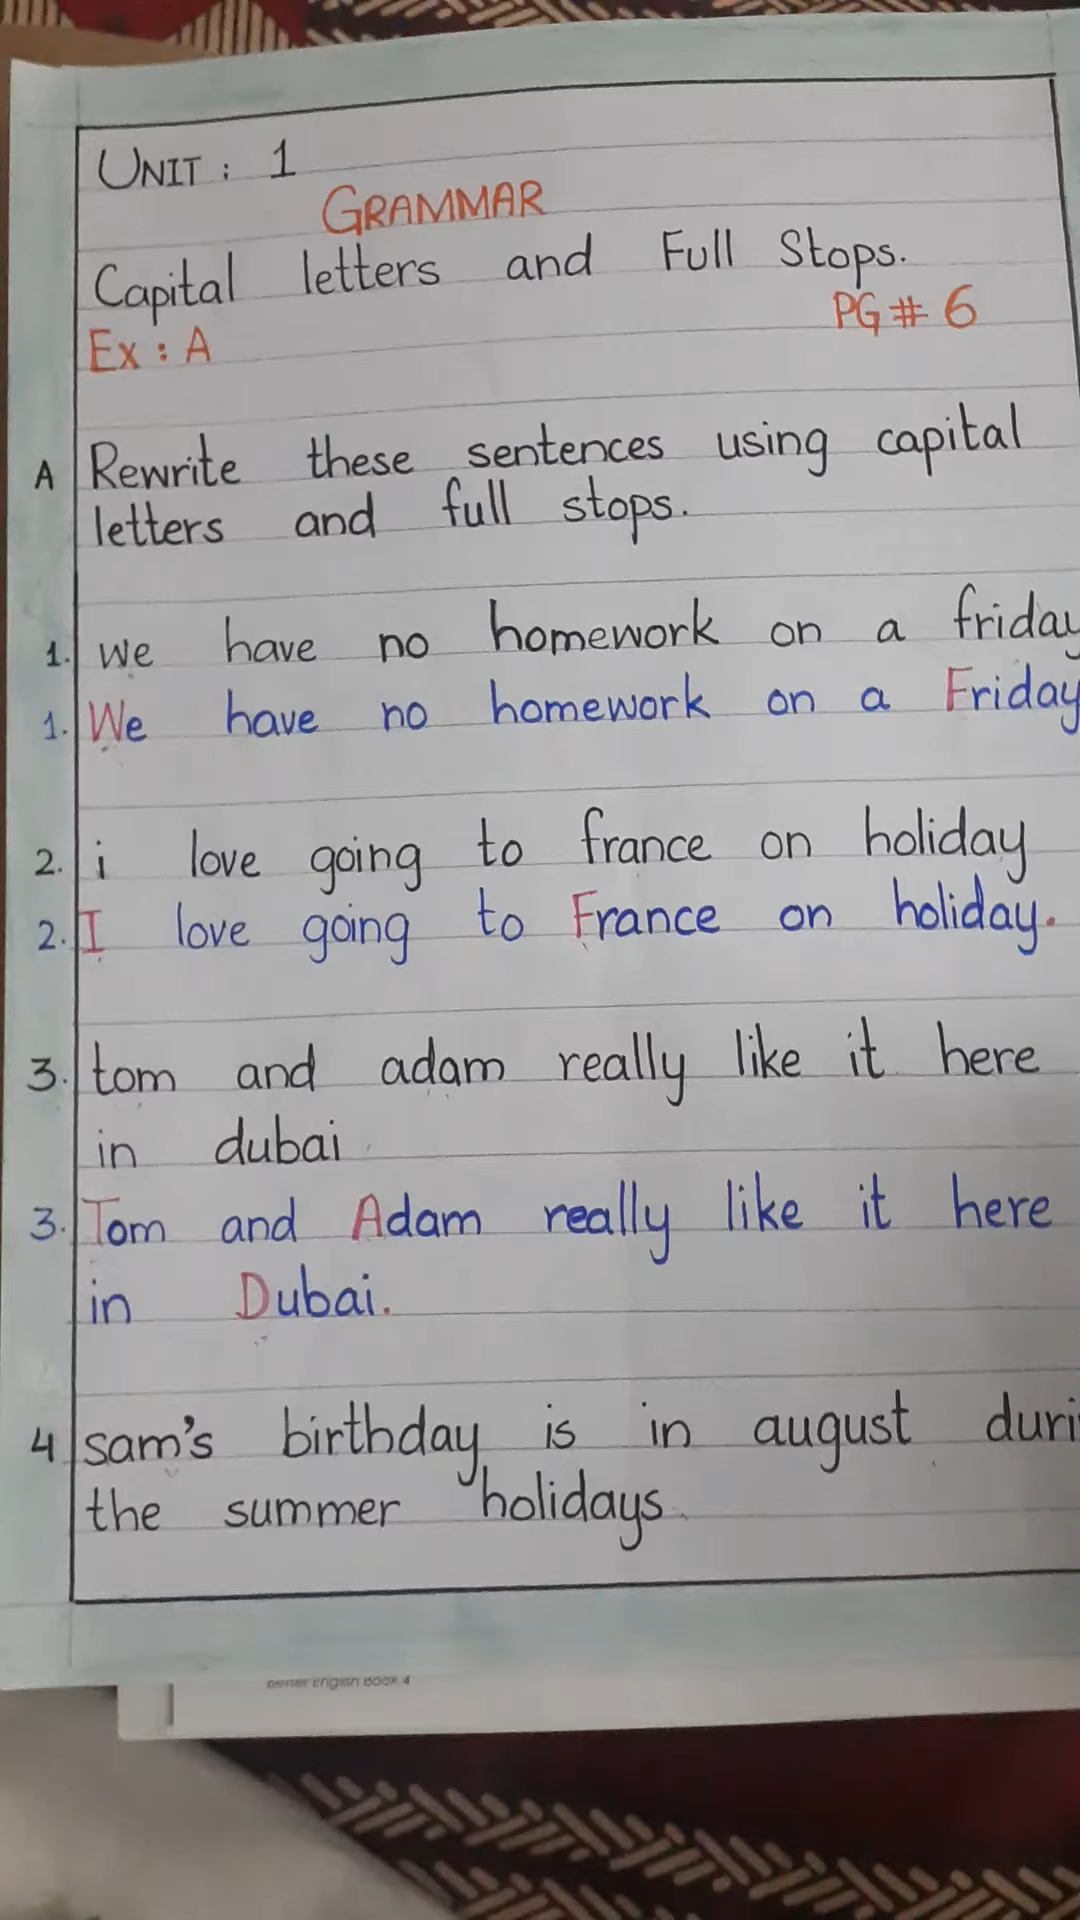 UNIT : 1
GRAMMAR
Capital letters and Full Stops.
PG # 6
Ex : A
A Rewrite these sentences using capital
letters and full stops.
1. we have no homework on a friday
1. We have no homework on a Friday
2. i love going to france on holiday
2. I love going to France on holiday.
3. tom and adam really like it here
in dubai
3. Tom and Adam really like it here
in Dubai.
4 sam's birthday is in august duri
the summer holidays
English Book 4